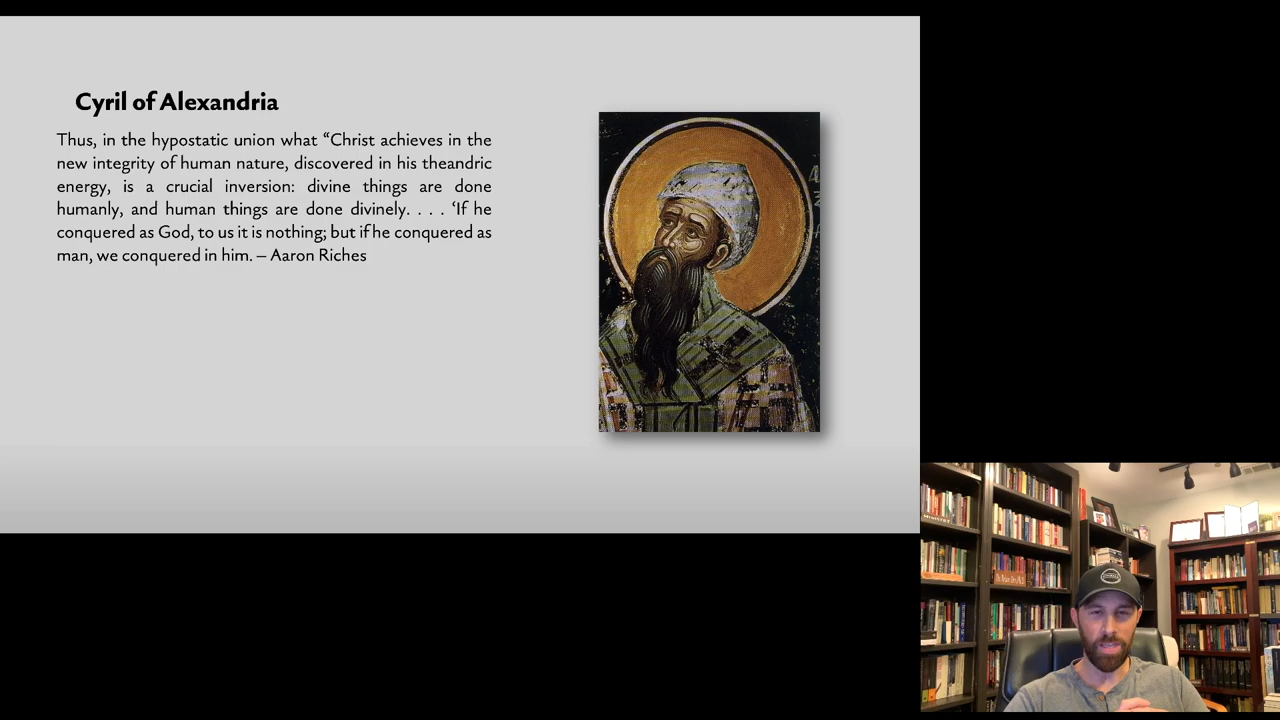 Cyril of Alexandria
Thus, in the hypostatic union what “Christ achieves in the
new integrity of human nature, discovered in his theandric
energy, is a crucial inversion: divine things are done
humanly, and human things are done divinely. . . . ‘If he
conquered as God, to us it is nothing; but if he conquered as
man, we conquered in him. – Aaron Riches
MINISTRY